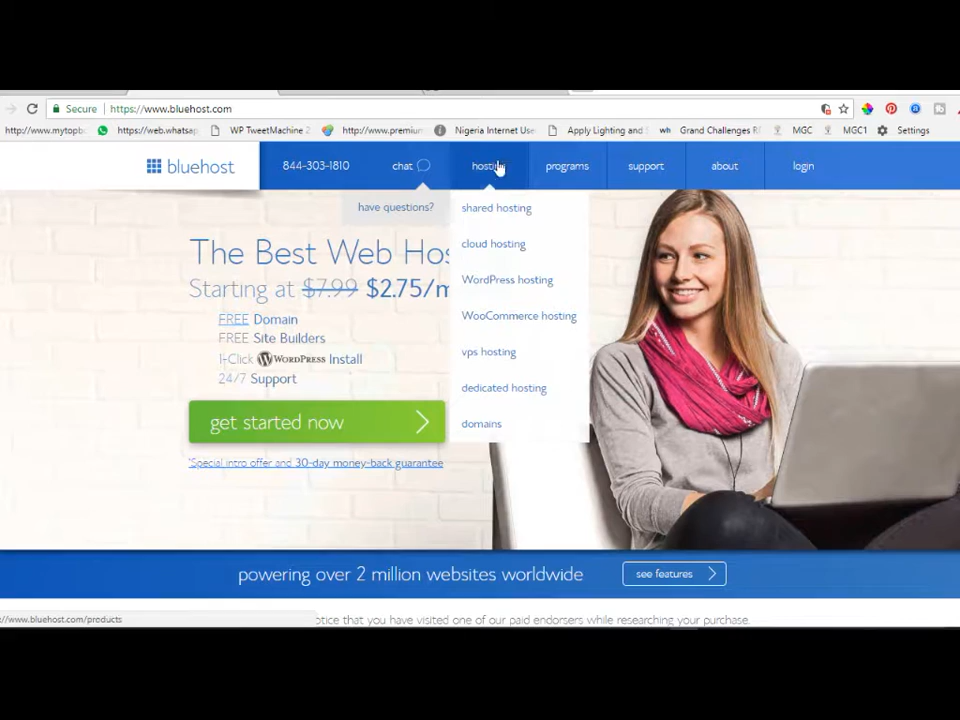 Secure https://www.bluehost.com
http://www.mytopb https://web.whatsap WP TweetMachine 2 http://www.premium Nigeria Internet Use Apply Lighting and S wh Grand Challenges RF MGC MGC1 Settings
bluehost 844-303-1810 chat hosting programs support about login
have questions?
shared hosting
cloud hosting
WordPress hosting
WooCommerce hosting
vps hosting
dedicated hosting
domains
The Best Web Hos
Starting at $7.99 $2.75/m
FREE Domain
FREE Site Builders
1-Click WORDPRESS Install
24/7 Support
get started now
*Special intro offer and 30-day money-back guarantee
powering over 2 million websites worldwide see features
//www.bluehost.com/products
otice that you have visited one of our paid endorsers while researching your purchase.